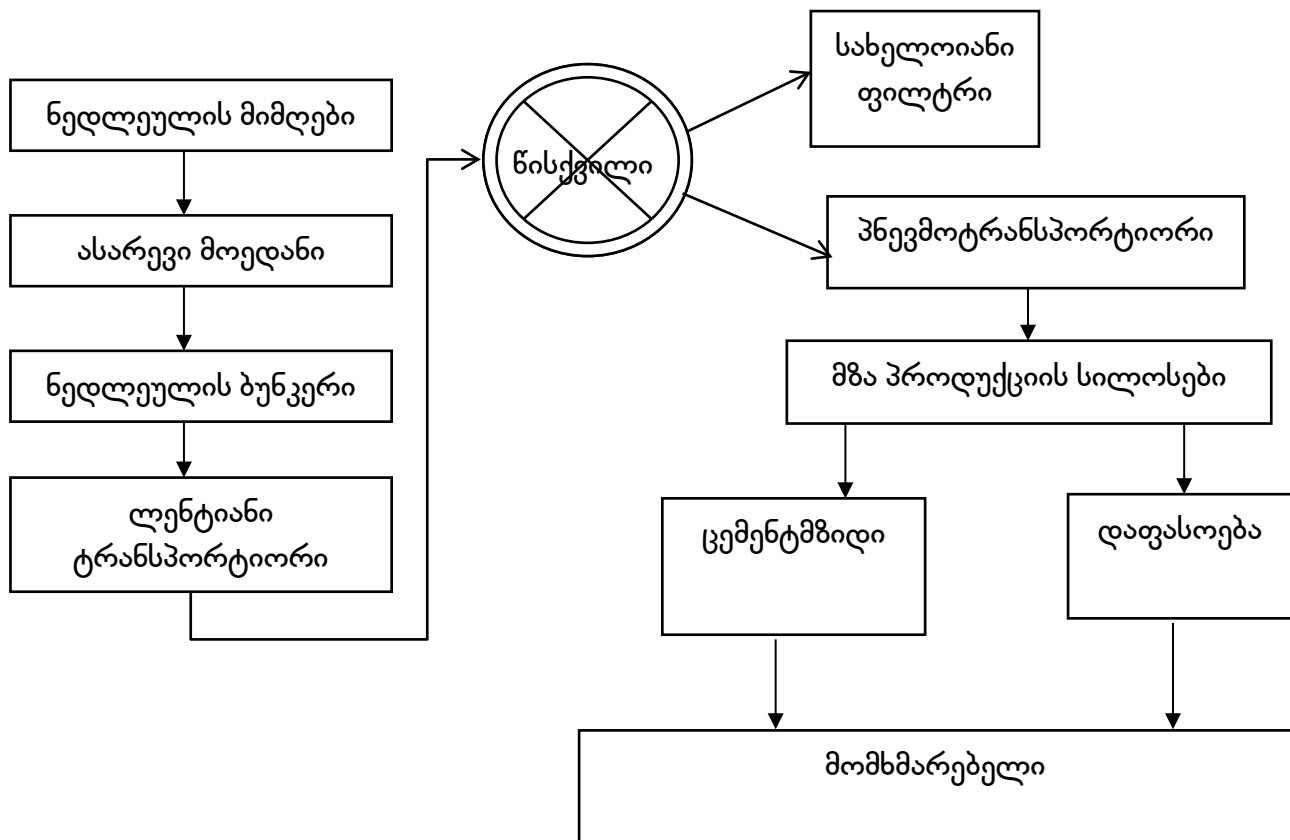 ნედლეულის მიმღები
ასარევი მოედანი
ნედლეულის ბუნკერი
ლენტიანი
ტრანსპორტიორი
წისქვილი
სახელოიანი
ფილტრი
პნევმოტრანსპორტიორი
მზა პროდუქციის სილოსები
ცემენტმზიდი
დაფასოება
მომხმარებელი